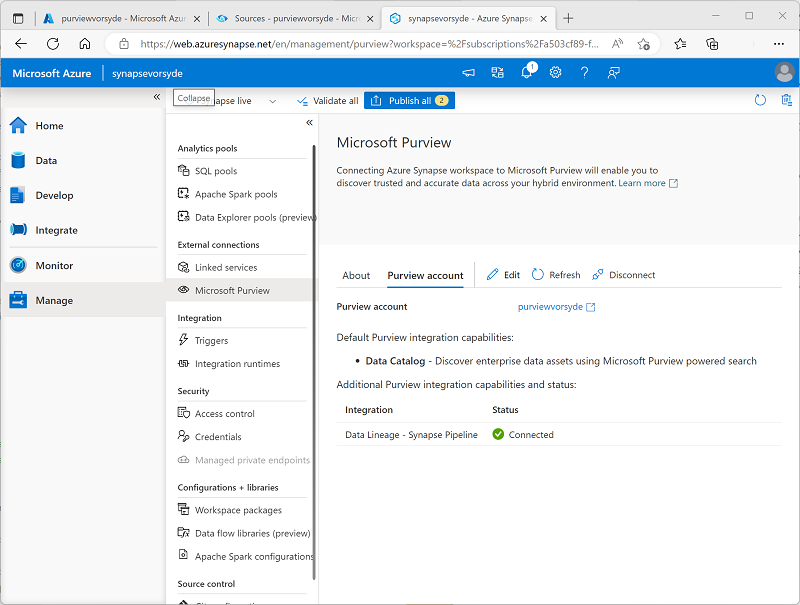 purviewvorsyde - Microsoft Azur
Sources - purviewvorsyde - Micro
synapsevorsyde - Azure Synapse
https://web.azuresynapse.net/en/management/purview?workspace=%2Fsubscriptions%2Fa503cf89-f...
Microsoft Azure
synapsevorsyde
1
Collapse
apse live
Validate all
Publish all
2
Home
Data
Develop
Integrate
Monitor
Manage
Analytics pools
SQL pools
Apache Spark pools
Data Explorer pools (preview)
External connections
Linked services
Microsoft Purview
Integration
Triggers
Integration runtimes
Security
Access control
Credentials
Managed private endpoints
Configurations + libraries
Workspace packages
Data flow libraries (preview)
Apache Spark configurations
Source control
Microsoft Purview
Connecting Azure Synapse workspace to Microsoft Purview will enable you to
discover trusted and accurate data across your hybrid environment. Learn more
About
Purview account
Edit
Refresh
Disconnect
Purview account
purviewvorsyde
Default Purview integration capabilities:
• Data Catalog - Discover enterprise data assets using Microsoft Purview powered search
Additional Purview integration capabilities and status:
Integration
Status
Data Lineage - Synapse Pipeline
Connected